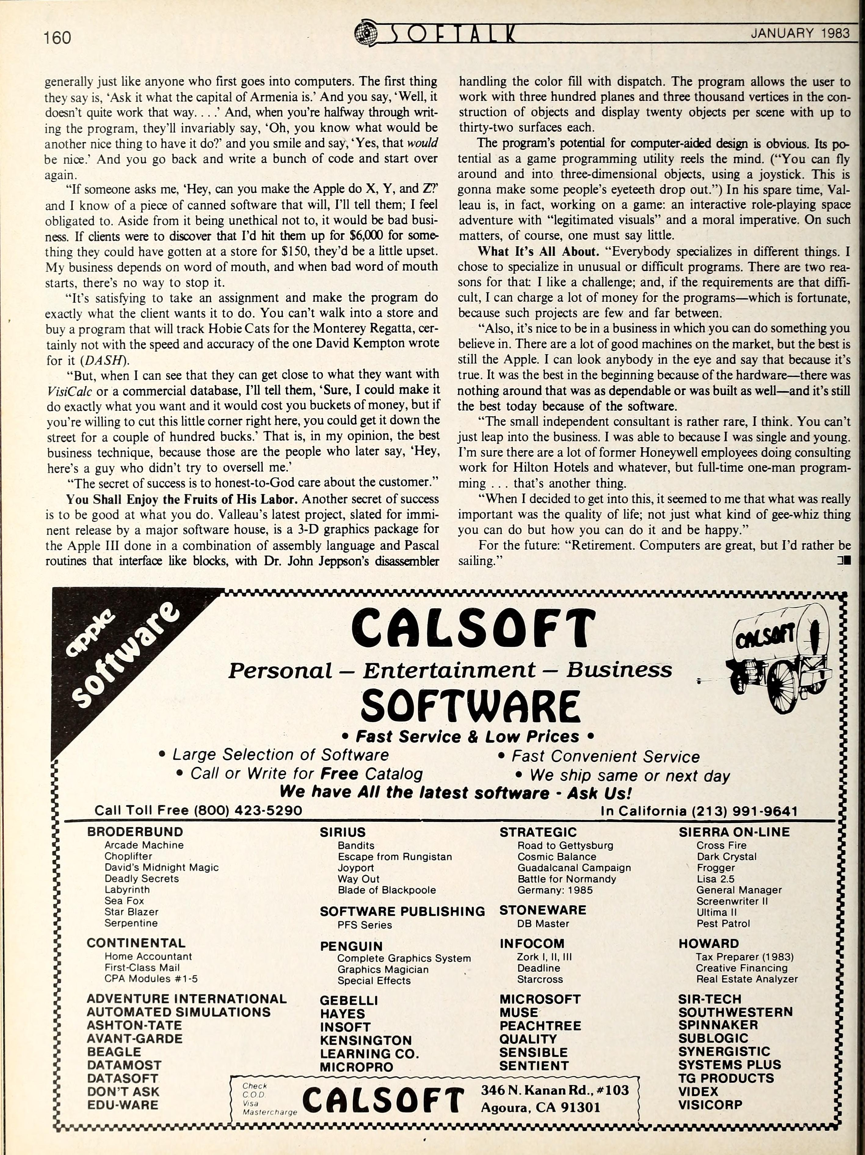 160
SOFTALK
JANUARY 1983
generally just like anyone who first goes into computers. The first thing
they say is, ‘Ask it what the capital of Armenia is.’ And you say, ‘Well, it
doesn't quite work that way. . . .’ And, when you're halfway through writ-
ing the program, they'll invariably say, ‘Oh, you know what would be
another nice thing to have it do?’ and you smile and say, ‘Yes, that would
be nice.’ And you go back and write a bunch of code and start over
again.
“If someone asks me, ‘Hey, can you make the Apple do X, Y, and Z?’
and I know of a piece of canned software that will, I'll tell them; I feel
obligated to. Aside from it being unethical not to, it would be bad busi-
ness. If clients were to discover that I'd hit them up for $6,000 for some-
thing they could have gotten at a store for $150, they'd be a little upset.
My business depends on word of mouth, and when bad word of mouth
starts, there's no way to stop it.
“It's satisfying to take an assignment and make the program do
exactly what the client wants it to do. You can't walk into a store and
buy a program that will track Hobie Cats for the Monterey Regatta, cer-
tainly not with the speed and accuracy of the one David Kempton wrote
for it (DASH).
“But, when I can see that they can get close to what they want with
VisiCalc or a commercial database, I'll tell them, ‘Sure, I could make it
do exactly what you want and it would cost you buckets of money, but if
you're willing to cut this little corner right here, you could get it down the
street for a couple of hundred bucks.’ That is, in my opinion, the best
business technique, because those are the people who later say, ‘Hey,
here's a guy who didn't try to oversell me.’
“The secret of success is to honest-to-God care about the customer.”
You Shall Enjoy the Fruits of His Labor. Another secret of success
is to be good at what you do. Valleau's latest project, slated for immi-
nent release by a major software house, is a 3-D graphics package for
the Apple III done in a combination of assembly language and Pascal
routines that interface like blocks, with Dr. John Jeppson's disassembler
handling the color fill with dispatch. The program allows the user to
work with three hundred planes and three thousand vertices in the con-
struction of objects and display twenty objects per scene with up to
thirty-two surfaces each.
The program's potential for computer-aided design is obvious. Its po-
tential as a game programming utility reels the mind. (“You can fly
around and into three-dimensional objects, using a joystick. This is
gonna make some people's eyeteeth drop out.”) In his spare time, Val-
leau is, in fact, working on a game: an interactive role-playing space
adventure with “legitimated visuals” and a moral imperative. On such
matters, of course, one must say little.
What It's All About. “Everybody specializes in different things. I
chose to specialize in unusual or difficult programs. There are two rea-
sons for that: I like a challenge; and, if the requirements are that diffi-
cult, I can charge a lot of money for the programs—which is fortunate,
because such projects are few and far between.
“Also, it's nice to be in a business in which you can do something you
believe in. There are a lot of good machines on the market, but the best is
still the Apple. I can look anybody in the eye and say that because it's
true. It was the best in the beginning because of the hardware—there was
nothing around that was as dependable or was built as well—and it's still
the best today because of the software.
“The small independent consultant is rather rare, I think. You can't
just leap into the business. I was able to because I was single and young.
I'm sure there are a lot of former Honeywell employees doing consulting
work for Hilton Hotels and whatever, but full-time one-man program-
ming . . . that's another thing.
“When I decided to get into this, it seemed to me that what was really
important was the quality of life; not just what kind of gee-whiz thing
you can do but how you can do it and be happy.”
For the future: “Retirement. Computers are great, but I'd rather be
sailing.”
apple
software
CALSOFT
CALSOFT
Personal – Entertainment – Business
SOFTWARE
• Fast Service & Low Prices •
• Large Selection of Software
• Fast Convenient Service
• Call or Write for Free Catalog
• We ship same or next day
We have All the latest software - Ask Us!
Call Toll Free (800) 423-5290
In California (213) 991-9641
BRODERBUND
Arcade Machine
Choplifter
David's Midnight Magic
Deadly Secrets
Labyrinth
Sea Fox
Star Blazer
Serpentine
CONTINENTAL
Home Accountant
First-Class Mail
CPA Modules #1-5
ADVENTURE INTERNATIONAL
AUTOMATED SIMULATIONS
ASHTON-TATE
AVANT-GARDE
BEAGLE
DATAMOST
DATASOFT
DON'T ASK
EDU-WARE
SIRIUS
Bandits
Escape from Rungistan
Joyport
Way Out
Blade of Blackpoole
SOFTWARE PUBLISHING
PFS Series
PENGUIN
Complete Graphics System
Graphics Magician
Special Effects
GEBELLI
HAYES
INSOFT
KENSINGTON
LEARNING CO.
MICROPRO
STRATEGIC
Road to Gettysburg
Cosmic Balance
Guadalcanal Campaign
Battle for Normandy
Germany: 1985
STONEWARE
DB Master
INFOCOM
Zork I, II, III
Deadline
Starcross
MICROSOFT
MUSE
PEACHTREE
QUALITY
SENSIBLE
SENTIENT
SIERRA ON-LINE
Cross Fire
Dark Crystal
Frogger
Lisa 2.5
General Manager
Screenwriter II
Ultima II
Pest Patrol
HOWARD
Tax Preparer (1983)
Creative Financing
Real Estate Analyzer
SIR-TECH
SOUTHWESTERN
SPINNAKER
SUBLOGIC
SYNERGISTIC
SYSTEMS PLUS
TG PRODUCTS
VIDEX
VISICORP
Check
C.O.D.
Visa
Mastercharge
CALSOFT
346 N. Kanan Rd., #103
Agoura, CA 91301